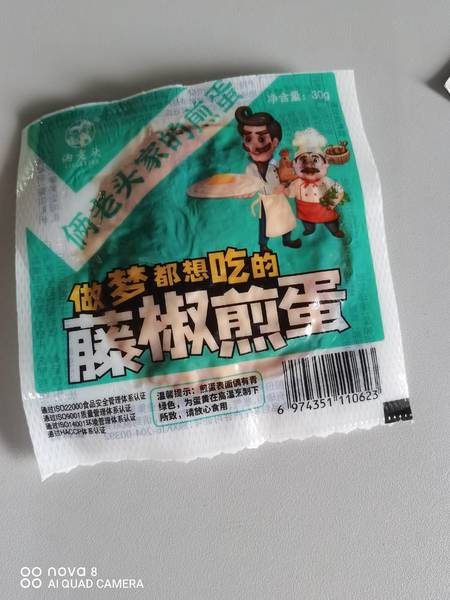 净含量：30g
俩老头
俩老头家的煎蛋
做梦都想吃的
藤椒煎蛋
通过ISO22000食品安全管理体系认证
通过ISO9001质量管理体系认证
通过ISO14001环境管理体系认证
通过HACCP体系认证
温馨提示：煎蛋表面偶有青
绿色，为蛋黄在高温烹制下
所致，请放心食用
6 974351 110623
nova 8
AI QUAD CAMERA